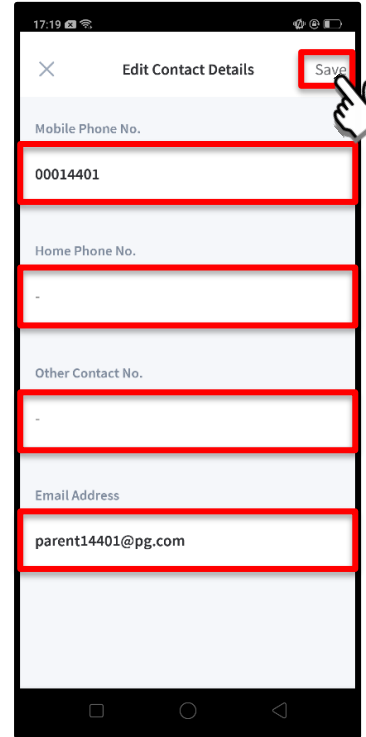 17:19
Edit Contact Details
Save
Mobile Phone No.
00014401
Home Phone No.
-
Other Contact No.
-
Email Address
parent14401@pg.com